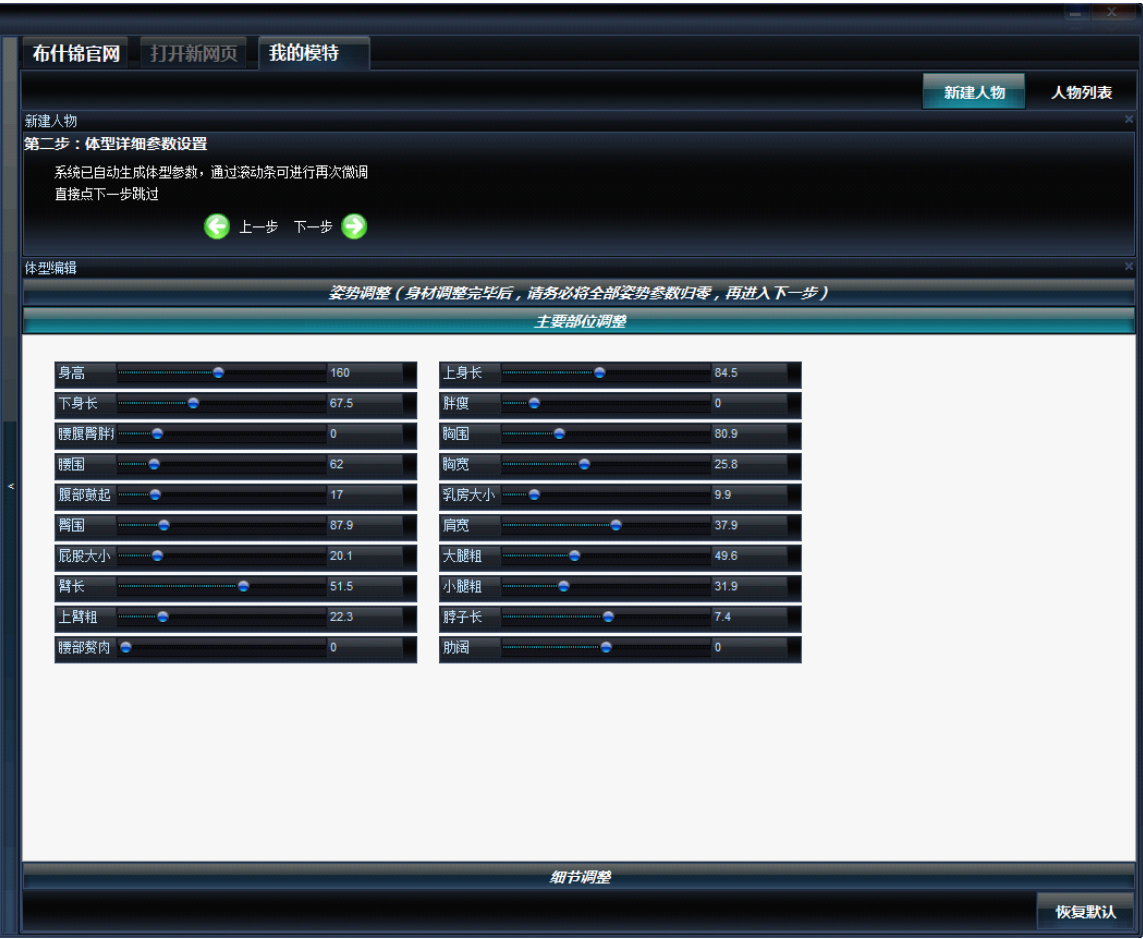 布什锦官网 打开新网页 我的模特
新建人物 人物列表
新建人物
第二步：体型详细参数设置
系统已自动生成体型参数，通过滚动条可进行再次微调
直接点下一步跳过
上一步 下一步
体型编辑
姿势调整（身材调整完毕后，请务必将全部姿势参数归零，再进入下一步）
主要部位调整
身高 160 上身长 84.5
下身长 67.5 胖瘦 0
腰腹臀胖 0 胸围 80.9
腰围 62 胸宽 25.8
腹部鼓起 17 乳房大小 9.9
臀围 87.9 肩宽 37.9
屁股大小 20.1 大腿粗 49.6
臂长 51.5 小腿粗 31.9
上臂粗 22.3 脖子长 7.4
腰部赘肉 0 肋阔 0
<
细节调整
恢复默认